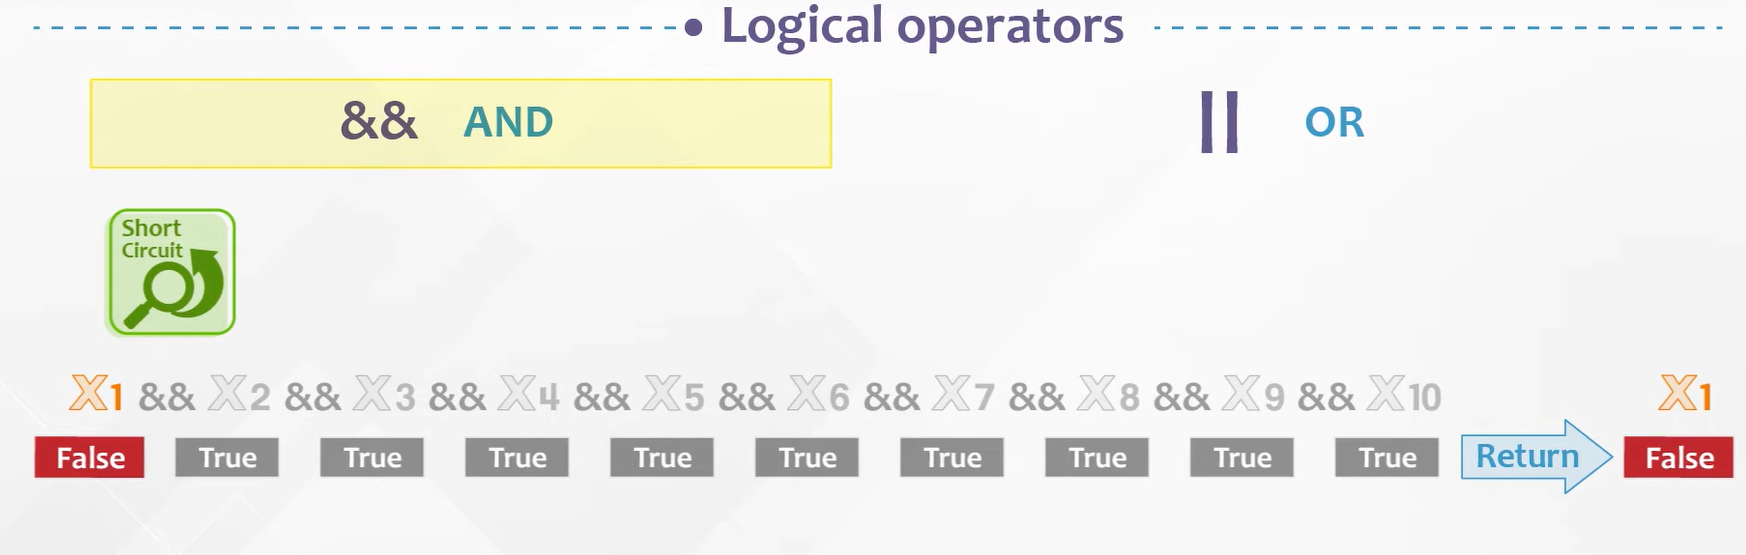 • Logical operators
&& AND
|| OR
Short
Circuit
X1 && X2 && X3 && X4 && X5 && X6 && X7 && X8 && X9 && X10 X1
False True True True True True True True True True Return False